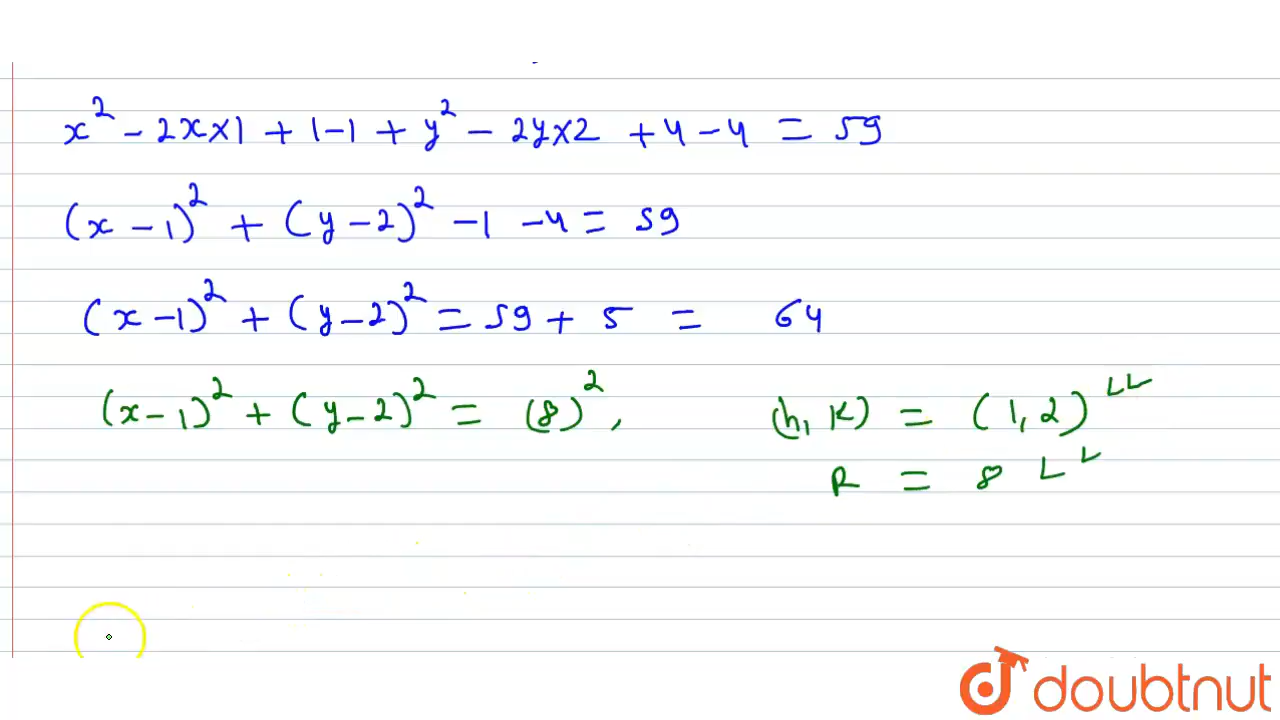 x² - 2x×1 + 1-1 + y² - 2y×2 + 4-4 = 59
(x-1)² + (y-2)² -1 -4 = 59
(x-1)² + (y-2)² = 59 + 5 = 64
(x-1)² + (y-2)² = (8)² , (h, K) = (1, 2)
R = 8
doubtnut